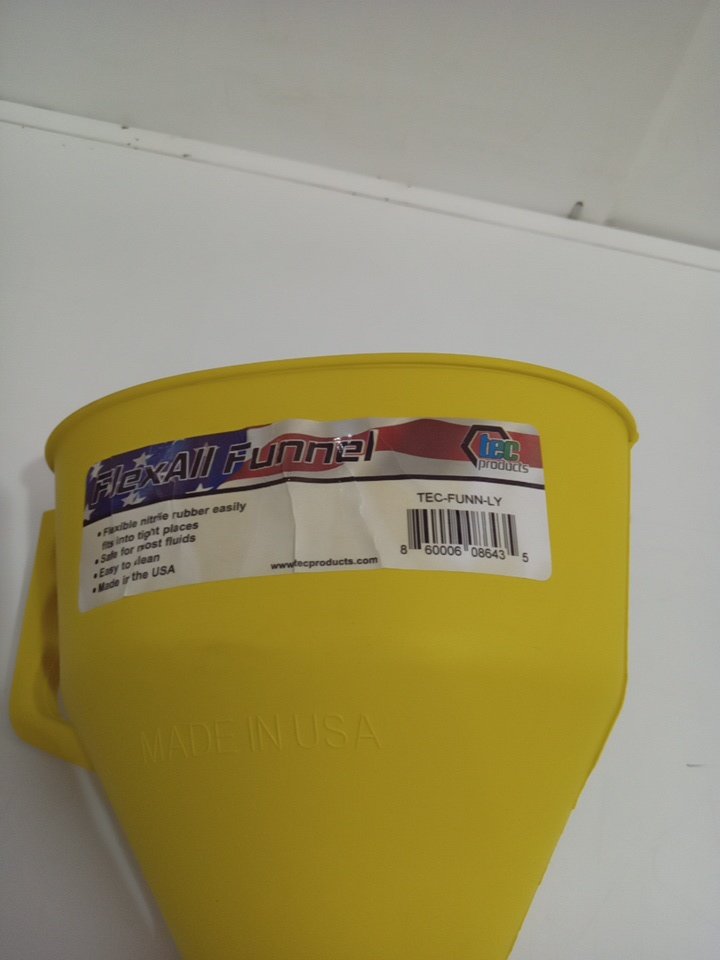 FlexAll Funnel
tec
products
• Flexible nitrile rubber easily
fits into tight places
• Safe for most fluids
• Easy to clean
• Made in the USA
www.tecproducts.com
TEC-FUNN-LY
8 60006 08643 5
MADE IN USA